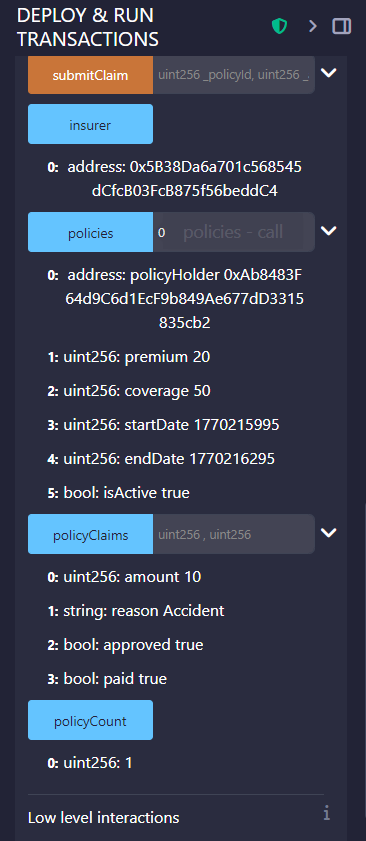 DEPLOY & RUN
TRANSACTIONS
submitClaim uint256 _policyId, uint256 _
insurer
0: address: 0x5B38Da6a701c568545
dCfcB03FcB875f56beddC4
policies 0 policies - call
0: address: policyHolder 0xAb8483F
64d9C6d1EcF9b849Ae677dD3315
835cb2
1: uint256: premium 20
2: uint256: coverage 50
3: uint256: startDate 1770215995
4: uint256: endDate 1770216295
5: bool: isActive true
policyClaims uint256 , uint256
0: uint256: amount 10
1: string: reason Accident
2: bool: approved true
3: bool: paid true
policyCount
0: uint256: 1
Low level interactions i